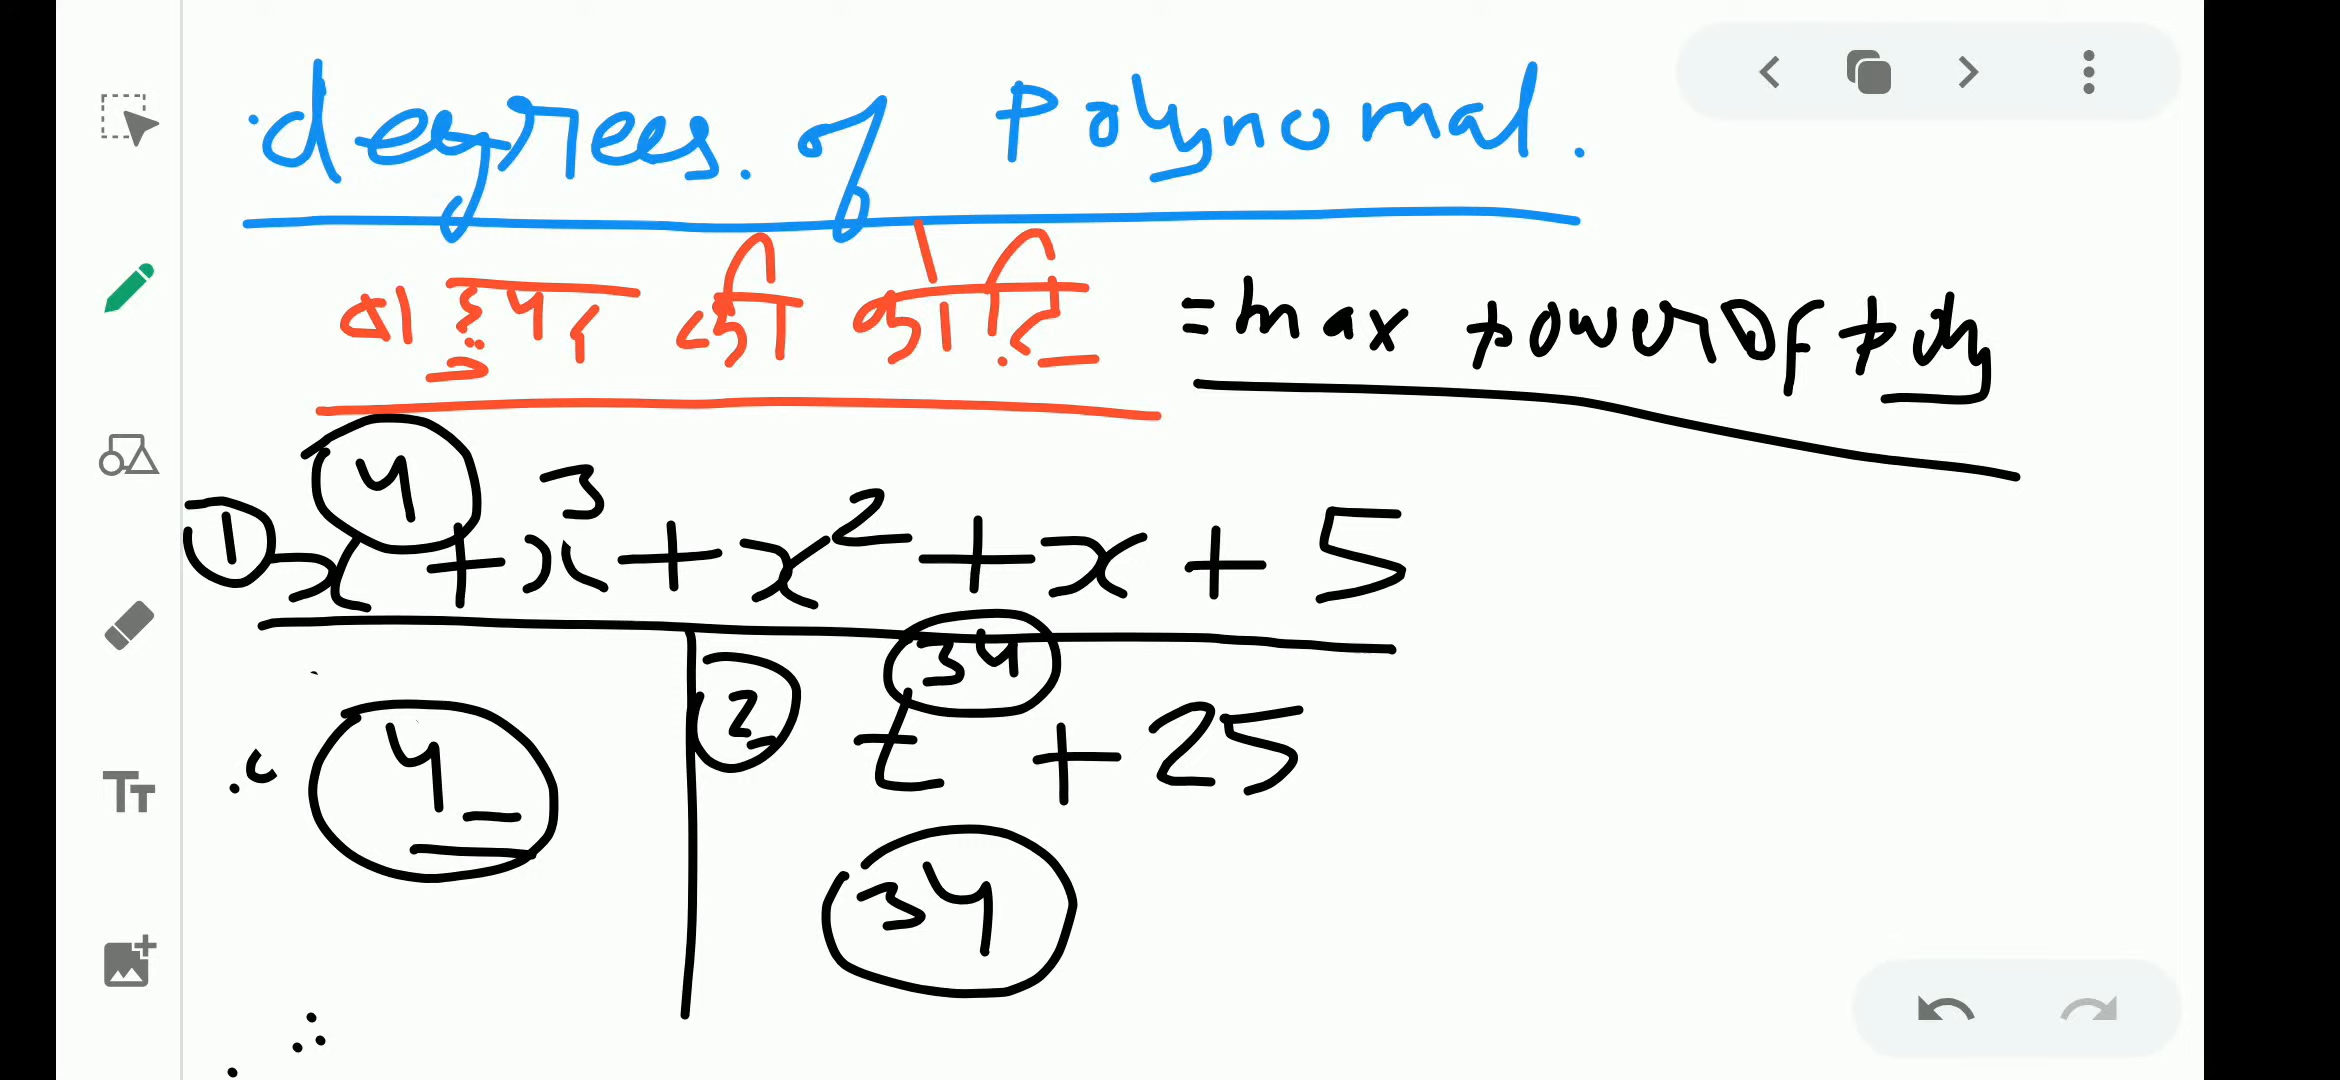 degrees. of Polynomal.
बहुपद की कोटि = max power of poly
① x⁴ + x³ + x² + x + 5
4
② t³⁴ + 25
34